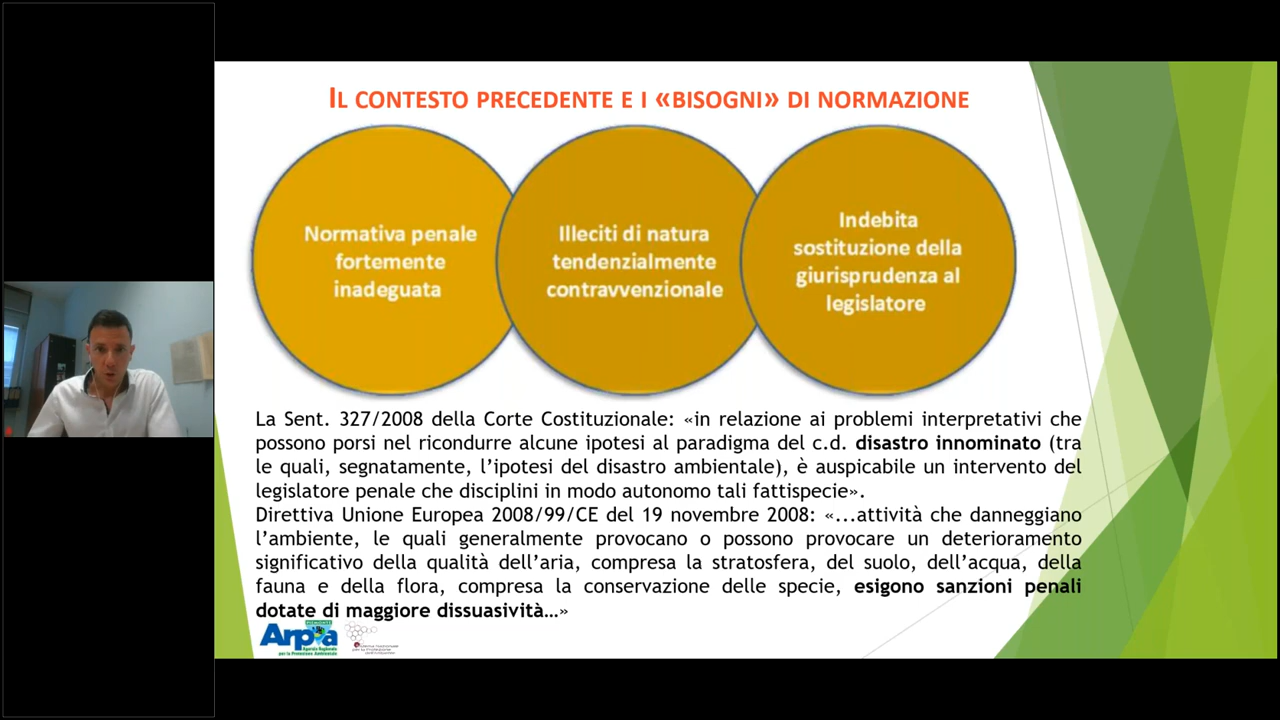 IL CONTESTO PRECEDENTE E I «BISOGNI» DI NORMAZIONE
Normativa penale
fortemente
inadeguata
Illeciti di natura
tendenzialmente
contravvenzionale
Indebita
sostituzione della
giurisprudenza al
legislatore
La Sent. 327/2008 della Corte Costituzionale: «in relazione ai problemi interpretativi che
possono porsi nel ricondurre alcune ipotesi al paradigma del c.d. disastro innominato (tra
le quali, segnatamente, l’ipotesi del disastro ambientale), è auspicabile un intervento del
legislatore penale che disciplini in modo autonomo tali fattispecie».
Direttiva Unione Europea 2008/99/CE del 19 novembre 2008: «...attività che danneggiano
l’ambiente, le quali generalmente provocano o possono provocare un deterioramento
significativo della qualità dell’aria, compresa la stratosfera, del suolo, dell’acqua, della
fauna e della flora, compresa la conservazione delle specie, esigono sanzioni penali
dotate di maggiore dissuasività…»
Arpa